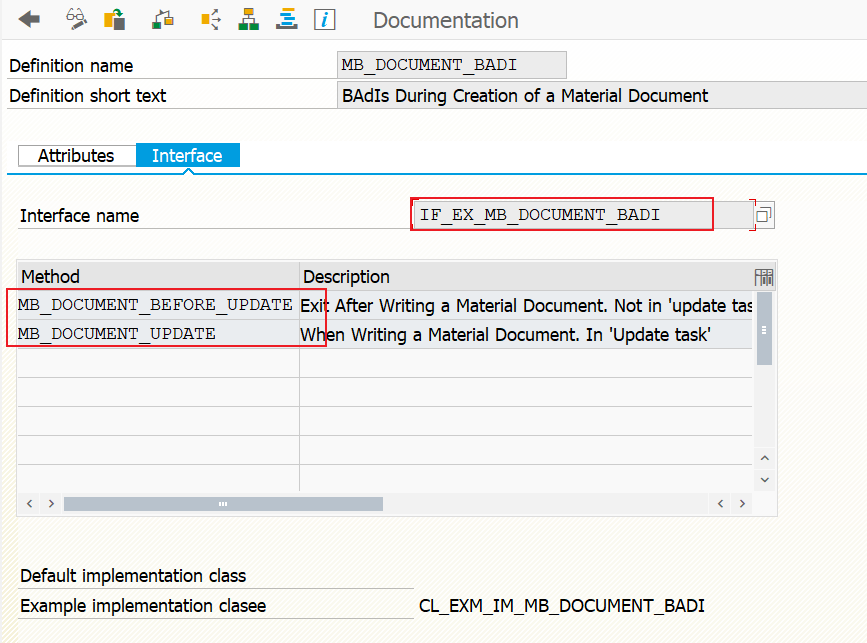 Documentation
Definition name MB_DOCUMENT_BADI
Definition short text BAdIs During Creation of a Material Document
Attributes Interface
Interface name IF_EX_MB_DOCUMENT_BADI
Method Description
MB_DOCUMENT_BEFORE_UPDATE Exit After Writing a Material Document. Not in 'update tas
MB_DOCUMENT_UPDATE When Writing a Material Document. In 'Update task'
Default implementation class
Example implementation clasee CL_EXM_IM_MB_DOCUMENT_BADI